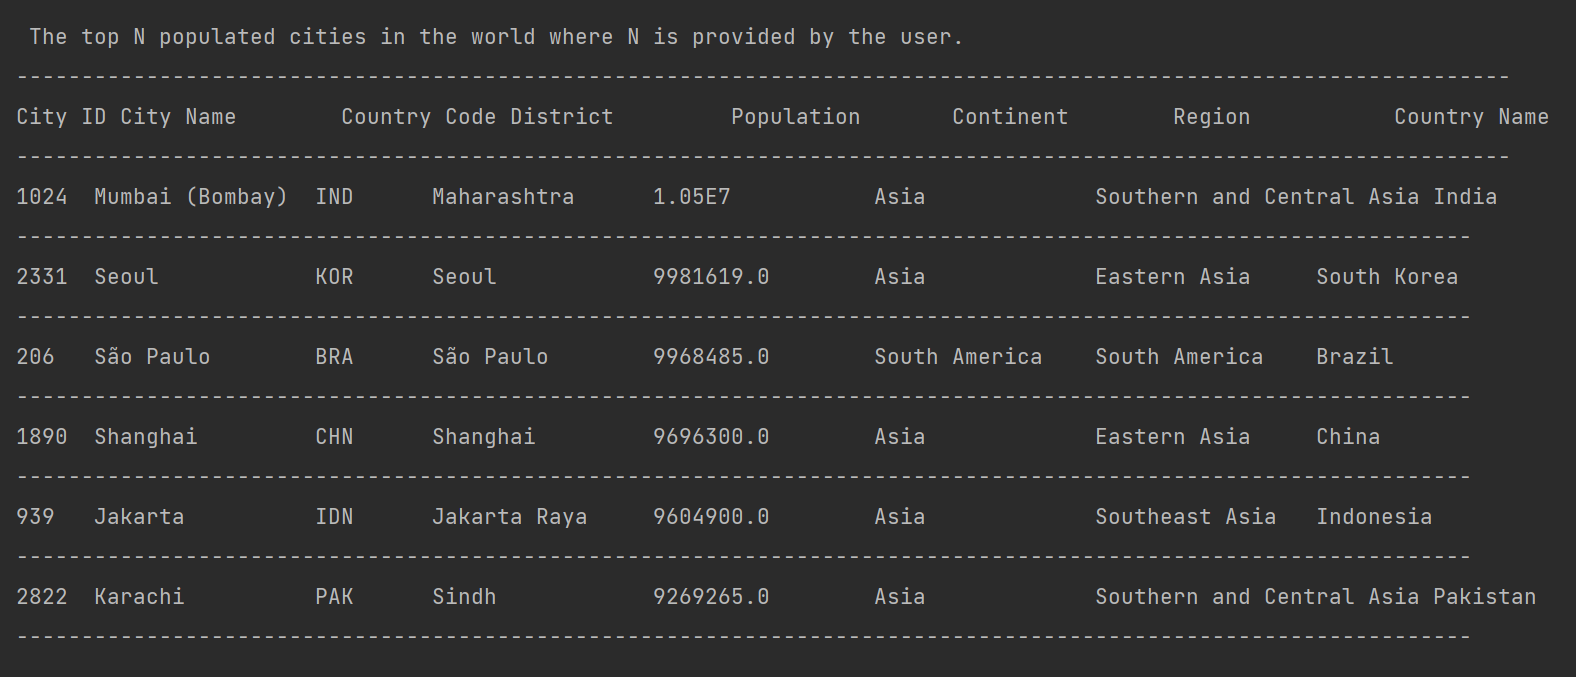 The top N populated cities in the world where N is provided by the user.
-------------------------------------------------------------------------------------------------------------------
City ID City Name        Country Code District         Population       Continent        Region           Country Name
-------------------------------------------------------------------------------------------------------------------
1024  Mumbai (Bombay)  IND      Maharashtra      1.05E7           Asia             Southern and Central Asia India
----------------------------------------------------------------------------------------------------------------
2331  Seoul            KOR      Seoul            9981619.0        Asia             Eastern Asia     South Korea
----------------------------------------------------------------------------------------------------------------
206   São Paulo        BRA      São Paulo        9968485.0        South America    South America    Brazil
----------------------------------------------------------------------------------------------------------------
1890  Shanghai         CHN      Shanghai         9696300.0        Asia             Eastern Asia     China
----------------------------------------------------------------------------------------------------------------
939   Jakarta          IDN      Jakarta Raya     9604900.0        Asia             Southeast Asia   Indonesia
----------------------------------------------------------------------------------------------------------------
2822  Karachi          PAK      Sindh            9269265.0        Asia             Southern and Central Asia Pakistan
----------------------------------------------------------------------------------------------------------------